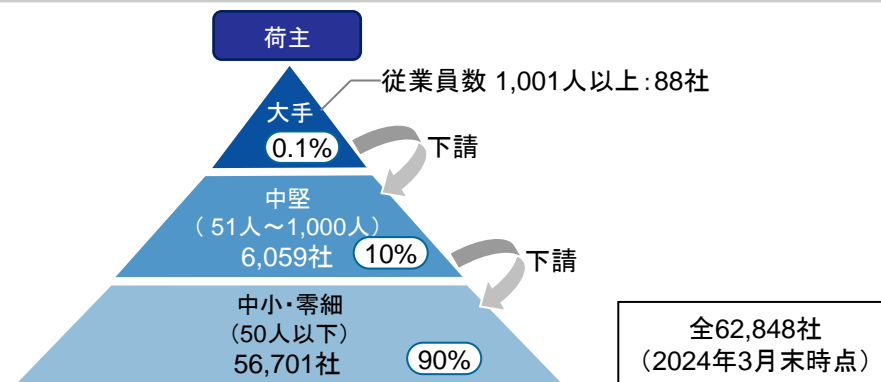 荷主
従業員数 1,001人以上：88社
大手
0.1%
下請
中堅
（ 51人～1,000人）
6,059社
10%
下請
中小・零細
（50人以下）
56,701社
90%
全62,848社
（2024年3月末時点）